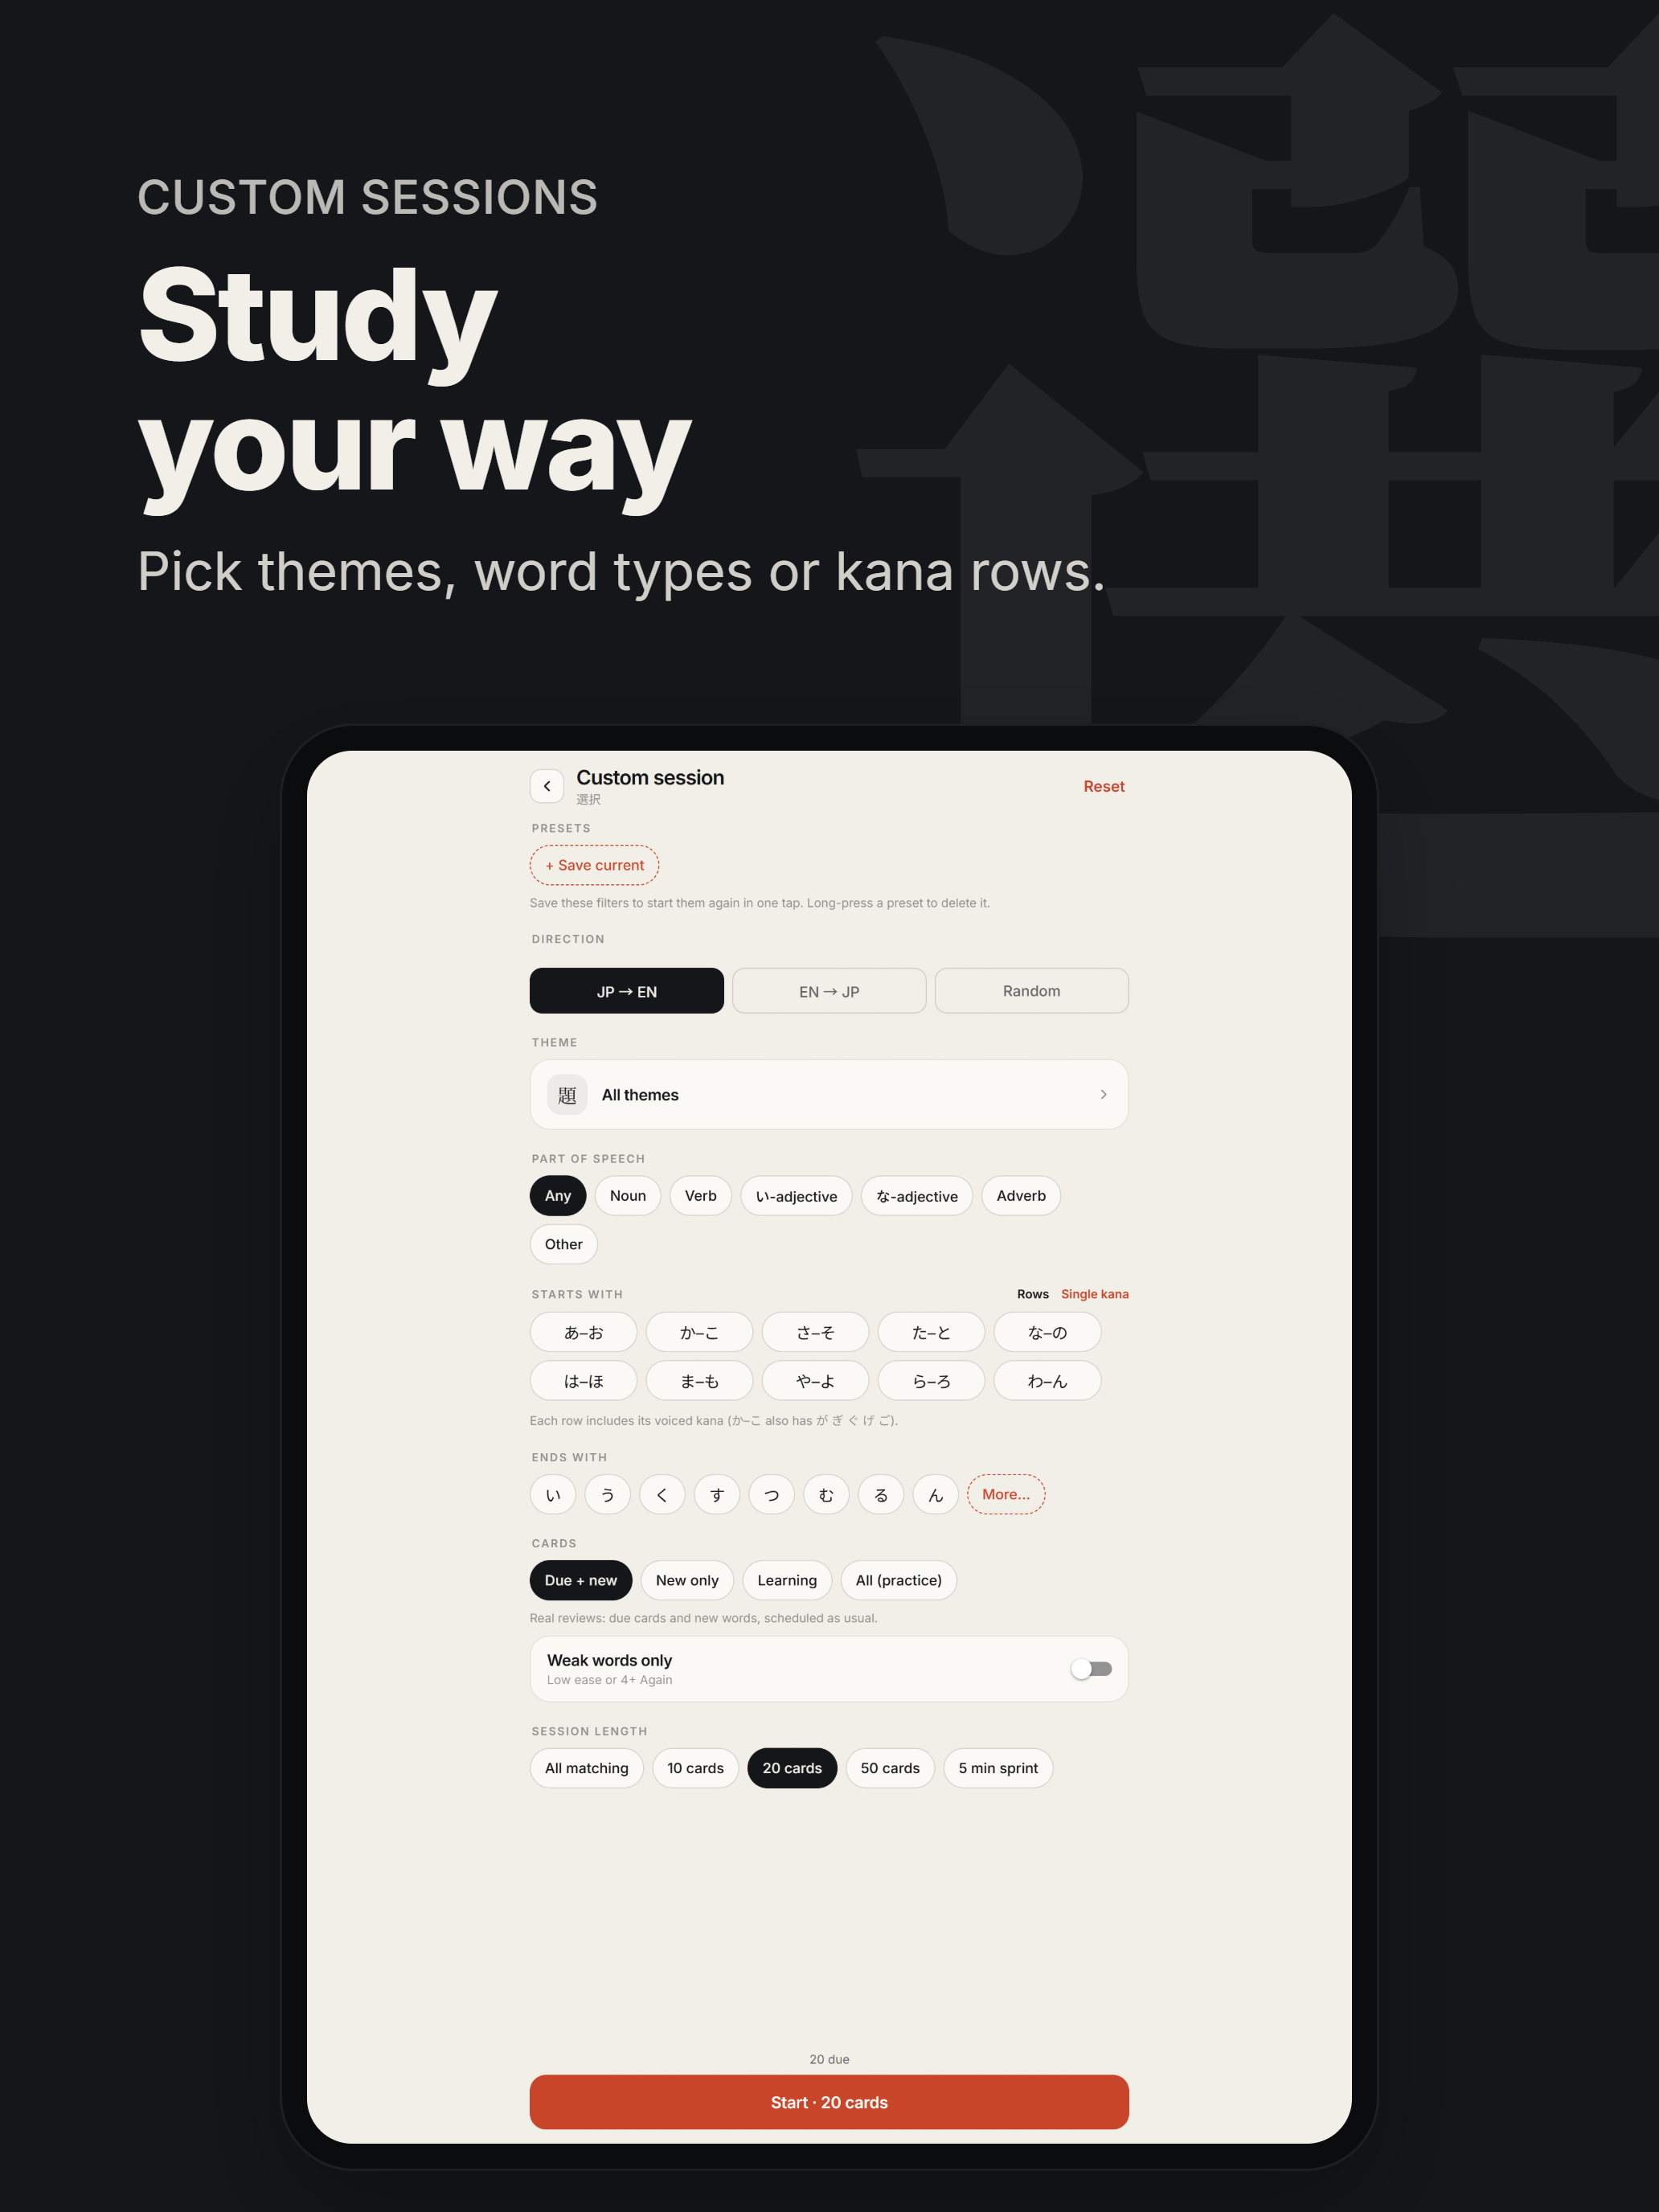 CUSTOM SESSIONS
Study
your way
Pick themes, word types or kana rows.
Custom session
選択
Reset
PRESETS
+ Save current
Save these filters to start them again in one tap. Long-press a preset to delete it.
DIRECTION
JP → EN EN → JP Random
THEME
題 All themes
PART OF SPEECH
Any Noun Verb い-adjective な-adjective Adverb
Other
STARTS WITH Rows Single kana
あ–お か–こ さ–そ た–と な–の
は–ほ ま–も や–よ ら–ろ わ–ん
Each row includes its voiced kana (か–こ also has が ぎ ぐ げ ご).
ENDS WITH
い う く す つ む る ん More...
CARDS
Due + new New only Learning All (practice)
Real reviews: due cards and new words, scheduled as usual.
Weak words only
Low ease or 4+ Again
SESSION LENGTH
All matching 10 cards 20 cards 50 cards 5 min sprint
20 due
Start · 20 cards